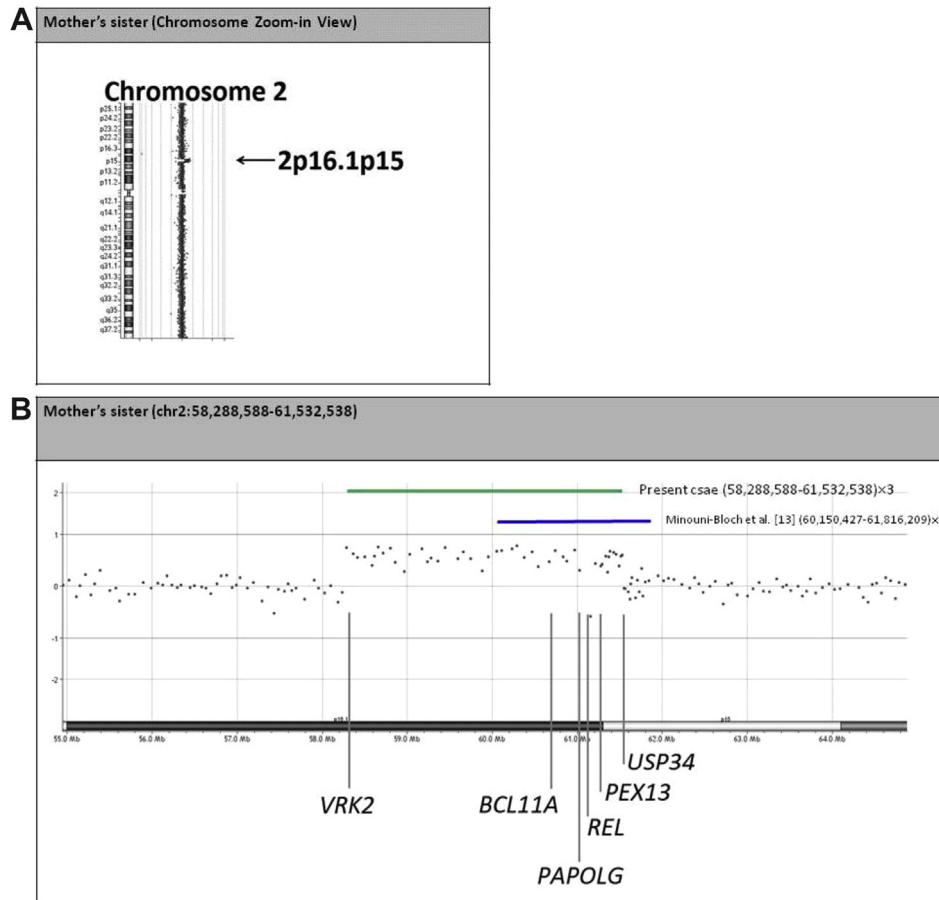 A
Mother's sister (Chromosome Zoom-in View)
Chromosome 2
p25.1
p24.2
p23.2
p22.2
p16.3
p15
p13.2
p11.2
q12.1
q14.1
q21.1
q22.2
q23.3
q24.2
q31.1
q31.3
q32.2
q33.2
q35
q36.2
q37.2
2p16.1p15
B
Mother's sister (chr2:58,288,588-61,532,538)
Present csae (58,288,588-61,532,538)×3
Minouni-Bloch et al. [13] (60,150,427-61,816,209)×
2
1
0
-1
-2
p15
55.0 Mb 56.0 Mb 57.0 Mb 58.0 Mb 59.0 Mb 60.0 Mb 61.0 Mb 62.0 Mb 63.0 Mb 64.0 Mb
USP34
PEX13
VRK2
BCL11A
REL
PAPOLG